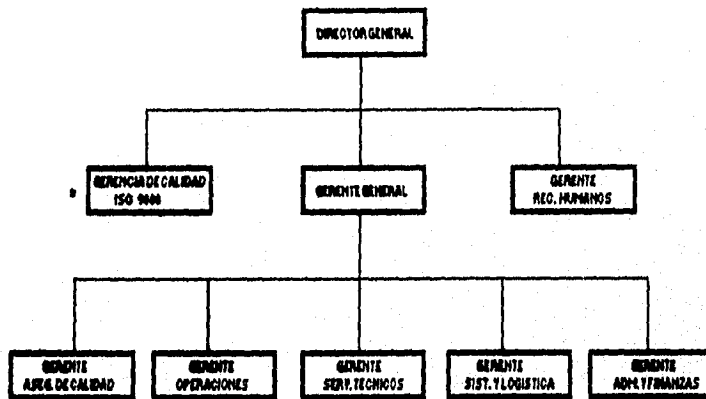 DIRECTOR GENERAL
GERENCIA DE CALIDAD
ISO 9000
GERENTE GENERAL
GERENTE
REC. HUMANOS
GERENTE
ASEG. DE CALIDAD
GERENTE
OPERACIONES
GERENTE
SERV. TECNICOS
GERENTE
SIST. Y LOGISTICA
GERENTE
ADM. Y FINANZAS